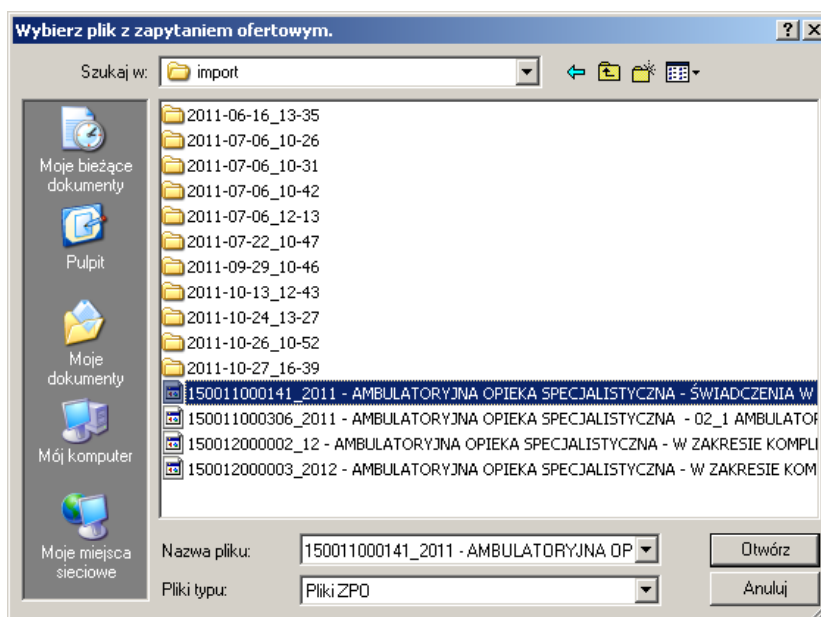 Wybierz plik z zapytaniem ofertowym.
Szukaj w:
import
Moje bieżące
dokumenty
Pulpit
Moje
dokumenty
Mój komputer
Moje miejsca
sieciowe
2011-06-16_13-35
2011-07-06_10-26
2011-07-06_10-31
2011-07-06_10-42
2011-07-06_12-13
2011-07-22_10-47
2011-09-29_10-46
2011-10-13_12-43
2011-10-24_13-27
2011-10-26_10-52
2011-10-27_16-39
150011000141_2011 - AMBULATORYJNA OPIEKA SPECJALISTYCZNA - ŚWIADCZENIA W
150011000306_2011 - AMBULATORYJNA OPIEKA SPECJALISTYCZNA - 02_1 AMBULATOR
150012000002_12 - AMBULATORYJNA OPIEKA SPECJALISTYCZNA - W ZAKRESIE KOMPL
150012000003_2012 - AMBULATORYJNA OPIEKA SPECJALISTYCZNA - W ZAKRESIE KOM
Nazwa pliku:
150011000141_2011 - AMBULATORYJNA OP
Otwórz
Pliki typu:
Pliki ZPO
Anuluj